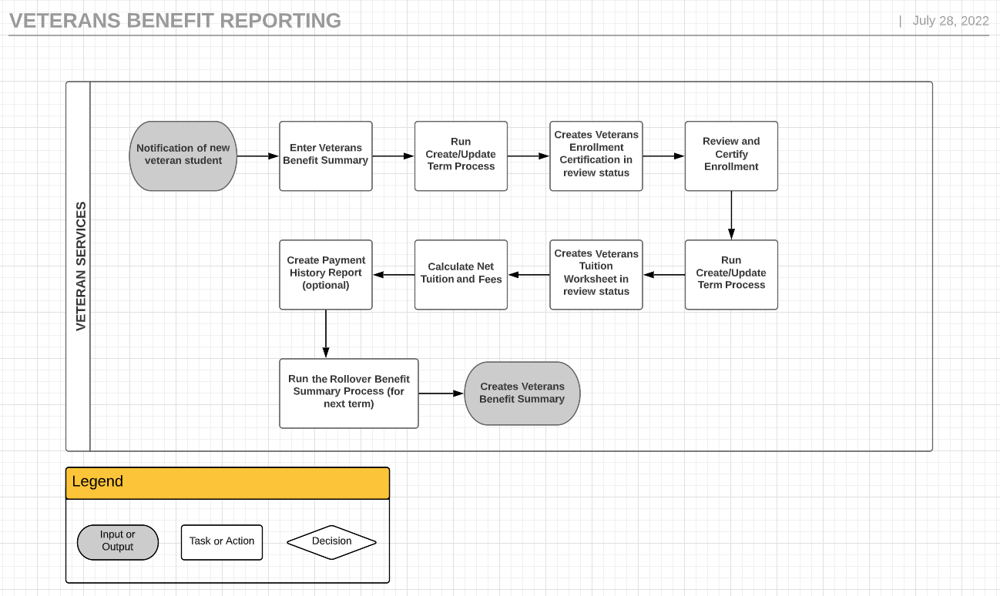 VETERANS BENEFIT REPORTING
| July 28, 2022
VETERAN SERVICES
Notification of new
veteran student
Enter Veterans
Benefit Summary
Run
Create/Update
Term Process
Creates Veterans
Enrollment
Certification in
review status
Review and
Certify
Enrollment
Run
Create/Update
Term Process
Creates Veterans
Tuition
Worksheet in
review status
Calculate Net
Tuition and Fees
Create Payment
History Report
(optional)
Run the Rollover Benefit
Summary Process (for
next term)
Creates Veterans
Benefit Summary
Legend
Input or
Output
Task or Action
Decision